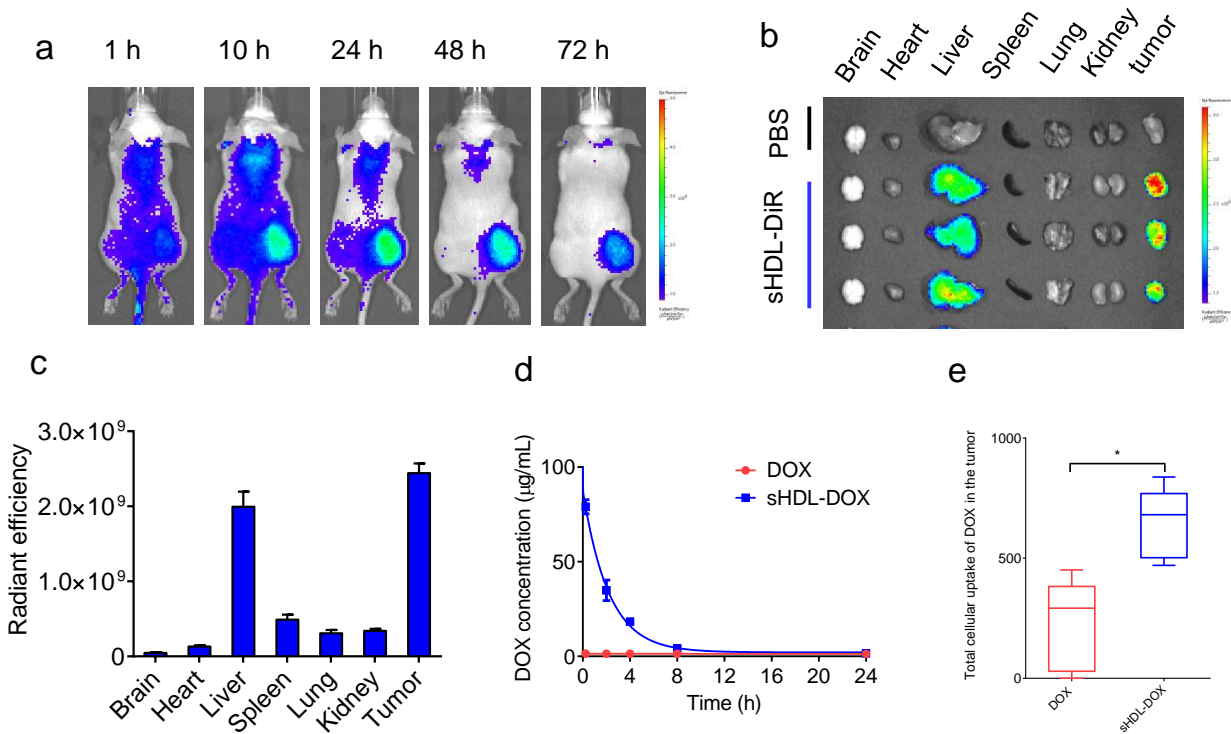 a
1 h 10 h 24 h 48 h 72 h
b
Brain Heart Liver Spleen Lung Kidney tumor
PBS
sHDL-DiR
c
Radiant efficiency
3.0×10⁹
2.0×10⁹
1.0×10⁹
0
Brain Heart Liver Spleen Lung Kidney Tumor
d
DOX concentration (μg/mL)
100
50
0
DOX
sHDL-DOX
0 4 8 12 16 20 24
Time (h)
e
Total cellular uptake of DOX in the tumor
1000
500
0
*
DOX sHDL-DOX